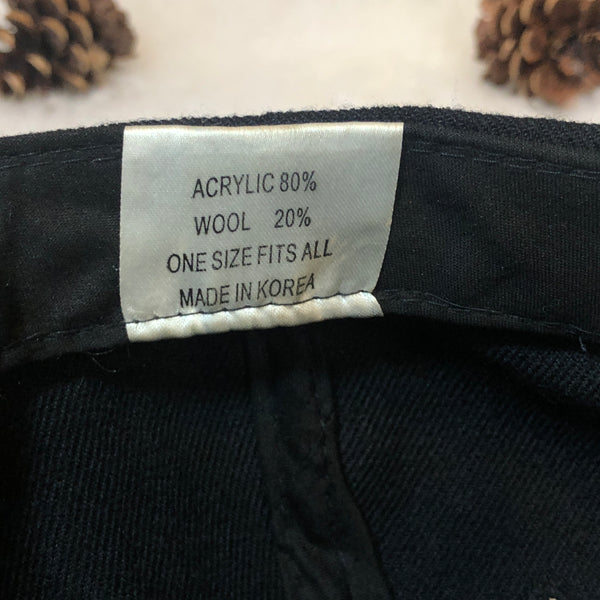 ACRYLIC 80%
WOOL 20%
ONE SIZE FITS ALL
MADE IN KOREA